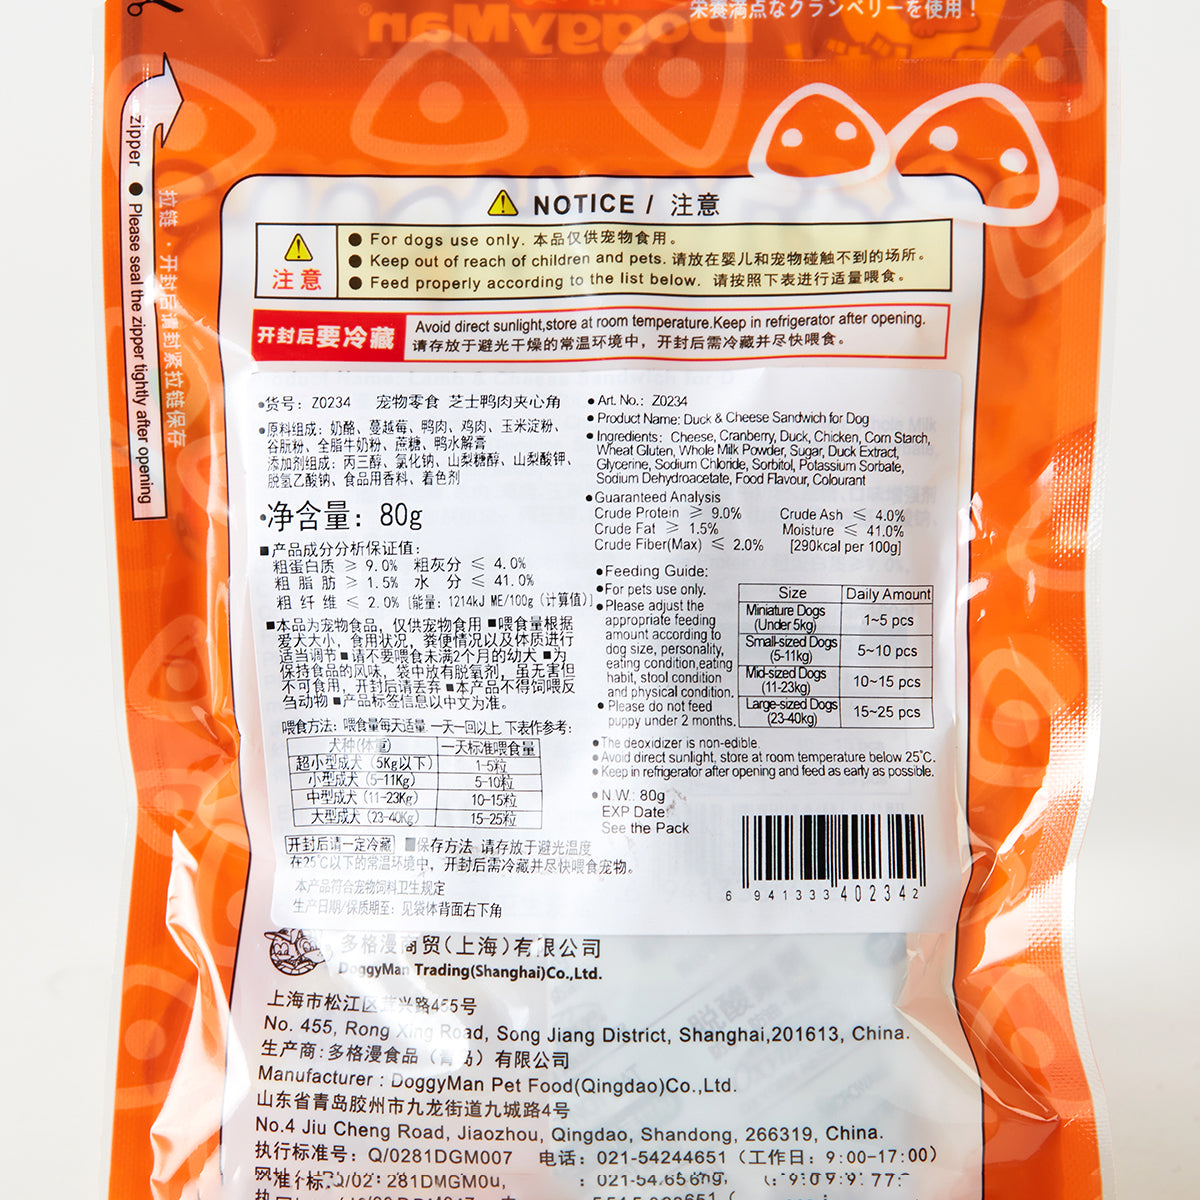 栄養満点なクランベリーを使用！
DoggyMan
zipper ● Please seal the zipper tightly after opening
拉链・开封后请封紧拉链保存
NOTICE / 注意
注意
● For dogs use only. 本品仅供宠物食用。
● Keep out of reach of children and pets. 请放在婴儿和宠物碰触不到的场所。
● Feed properly according to the list below. 请按照下表进行适量喂食。
开封后要冷藏
Avoid direct sunlight,store at room temperature.Keep in refrigerator after opening.
请存放于避光干燥的常温环境中，开封后需冷藏并尽快喂食。
●货号：Z0234 宠物零食 芝士鸭肉夹心角
●原料组成：奶酪、蔓越莓、鸭肉、鸡肉、玉米淀粉、
谷朊粉、全脂牛奶粉、蔗糖、鸭水解膏
添加剂组成：丙三醇、氯化钠、山梨糖醇、山梨酸钾、
脱氢乙酸钠、食品用香料、着色剂
●净含量：80g
■产品成分分析保证值：
粗蛋白质 ≥ 9.0% 粗灰分 ≤ 4.0%
粗脂肪 ≥ 1.5% 水分 ≤ 41.0%
粗纤维 ≤ 2.0% [能量：1214kJ ME/100g（计算值）]
■本品为宠物食品，仅供宠物食用 ■喂食量根据
爱犬大小，食用状况，粪便情况以及体质进行
适当调节 ■请不要喂食未满2个月的幼犬 ■为
保持食品的风味，袋中放有脱氧剂，虽无害但
不可食用，开封后请丢弃 ■本产品不得饲喂反
刍动物 ■产品标签信息以中文为准。
喂食方法：喂食量每天适量 一天一回以上 下表作参考：
犬种(体重) 一天标准喂食量
超小型成犬（5Kg以下） 1-5粒
小型成犬（5-11Kg） 5-10粒
中型成犬（11-23Kg） 10-15粒
大型成犬（23-40Kg） 15-25粒
开封后请一定冷藏 ■保存方法 请存放于避光温度
在25℃以下的常温环境中，开封后需冷藏并尽快喂食宠物。
本产品符合宠物饲料卫生规定
生产日期/保质期至：见袋体背面右下角
● Art. No.: Z0234
● Product Name: Duck & Cheese Sandwich for Dog
● Ingredients: Cheese, Cranberry, Duck, Chicken, Corn Starch,
Wheat Gluten, Whole Milk Powder, Sugar, Duck Extract,
Glycerine, Sodium Chloride, Sorbitol, Potassium Sorbate,
Sodium Dehydroacetate, Food Flavour, Colourant
● Guaranteed Analysis
Crude Protein ≥ 9.0% Crude Ash ≤ 4.0%
Crude Fat ≥ 1.5% Moisture ≤ 41.0%
Crude Fiber(Max) ≤ 2.0% [290kcal per 100g]
● Feeding Guide:
● For pets use only.
● Please adjust the
appropriate feeding
amount according to
dog size, personality,
eating condition,eating
habit, stool condition
and physical condition.
● Please do not feed
puppy under 2 months.
Size Daily Amount
Miniature Dogs (Under 5kg) 1~5 pcs
Small-sized Dogs (5-11kg) 5~10 pcs
Mid-sized Dogs (11-23kg) 10~15 pcs
Large-sized Dogs (23-40kg) 15~25 pcs
● The deoxidizer is non-edible.
● Avoid direct sunlight, store at room temperature below 25℃.
● Keep in refrigerator after opening and feed as early as possible.
● N.W.: 80g
EXP Date:
See the Pack
6 941333 402342
多格漫商贸(上海)有限公司
DoggyMan Trading(Shanghai)Co.,Ltd.
上海市松江区茸兴路455号
No. 455, Rong Xing Road, Song Jiang District, Shanghai,201613, China.
生产商：多格漫食品（青岛）有限公司
Manufacturer : DoggyMan Pet Food(Qingdao)Co.,Ltd.
山东省青岛胶州市九龙街道九城路4号
No.4 Jiu Cheng Road, Jiaozhou, Qingdao, Shandong, 266319, China.
执行标准号：Q/0281DGM007 电话：021-54244651（工作日：9:00-17:00）